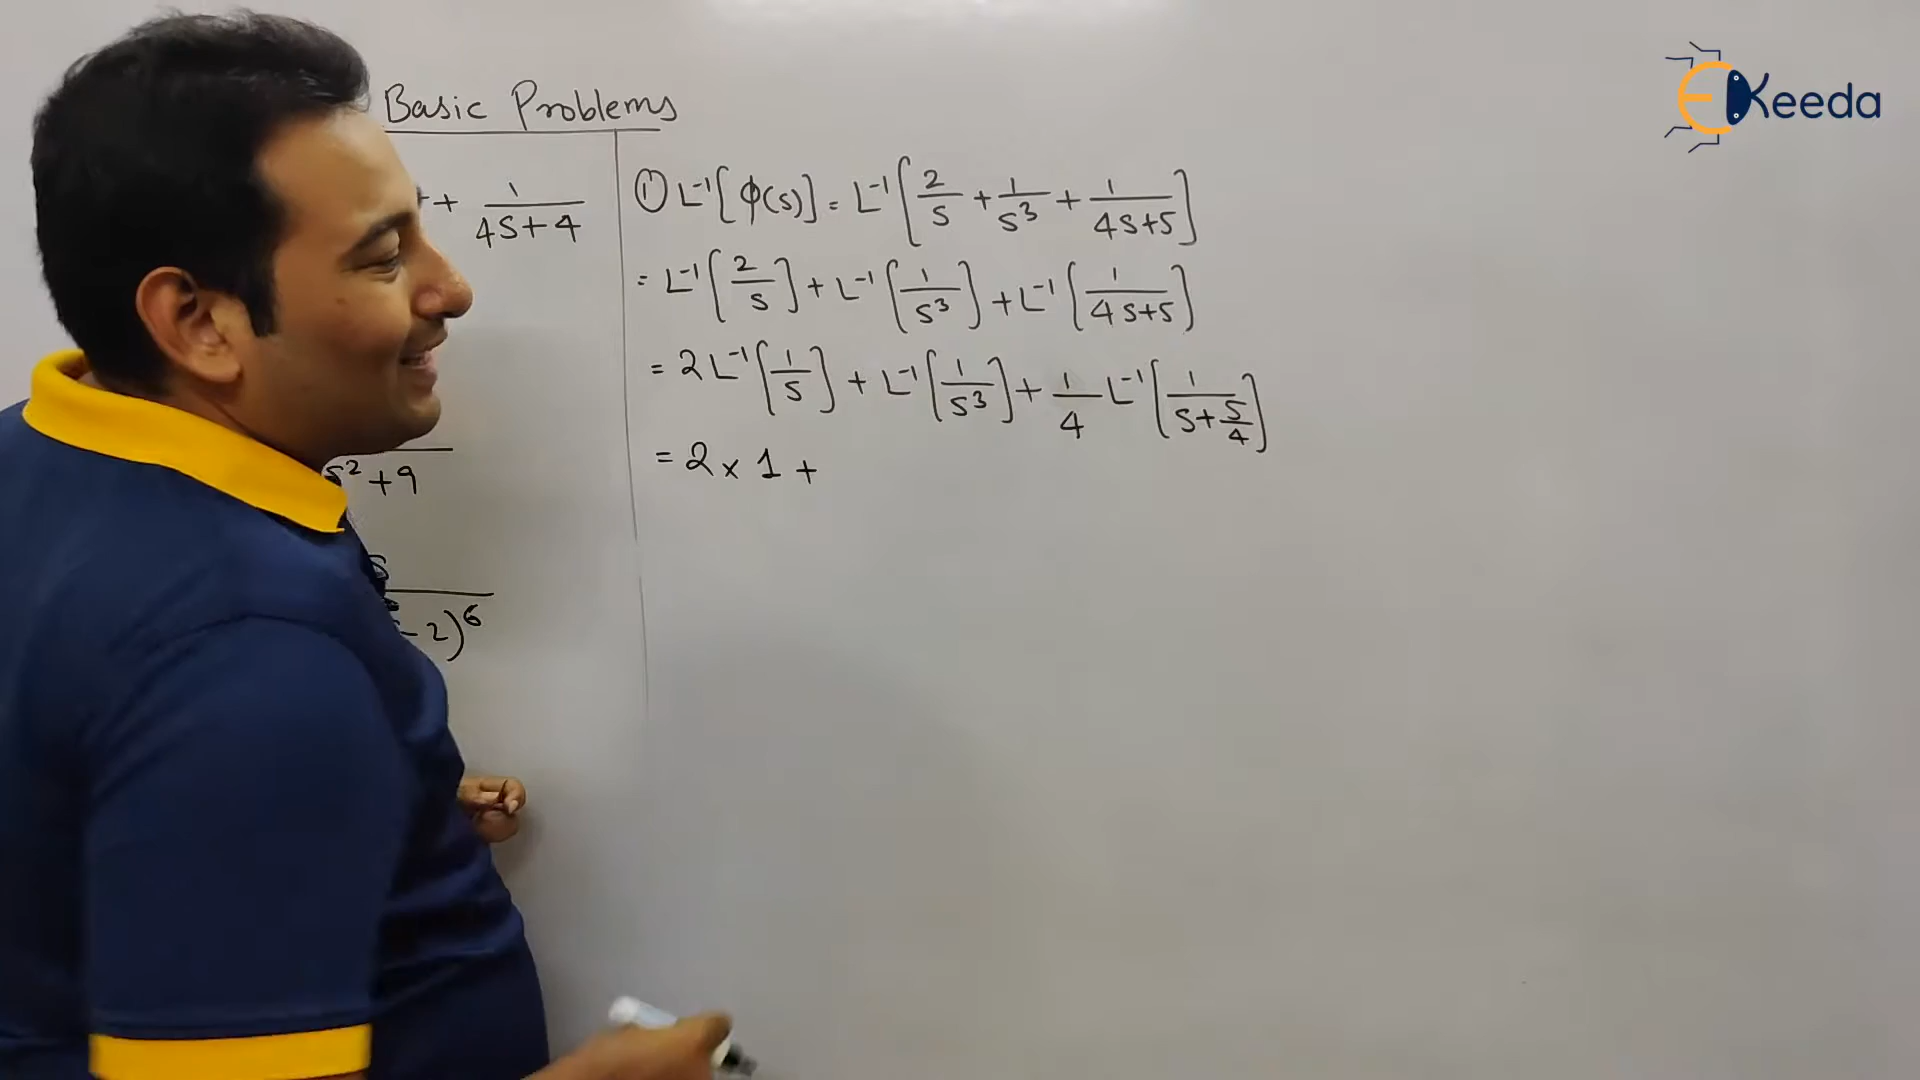 EKeeda
Basic Problems
+ 1/(4S+4)
s²+9
-2)⁶
① L⁻¹[φ(s)] = L⁻¹[2/s + 1/s³ + 1/(4s+5)]
= L⁻¹[2/s] + L⁻¹[1/s³] + L⁻¹[1/(4s+5)]
= 2L⁻¹[1/s] + L⁻¹[1/s³] + 1/4 L⁻¹[1/(s+5/4)]
= 2 × 1 +